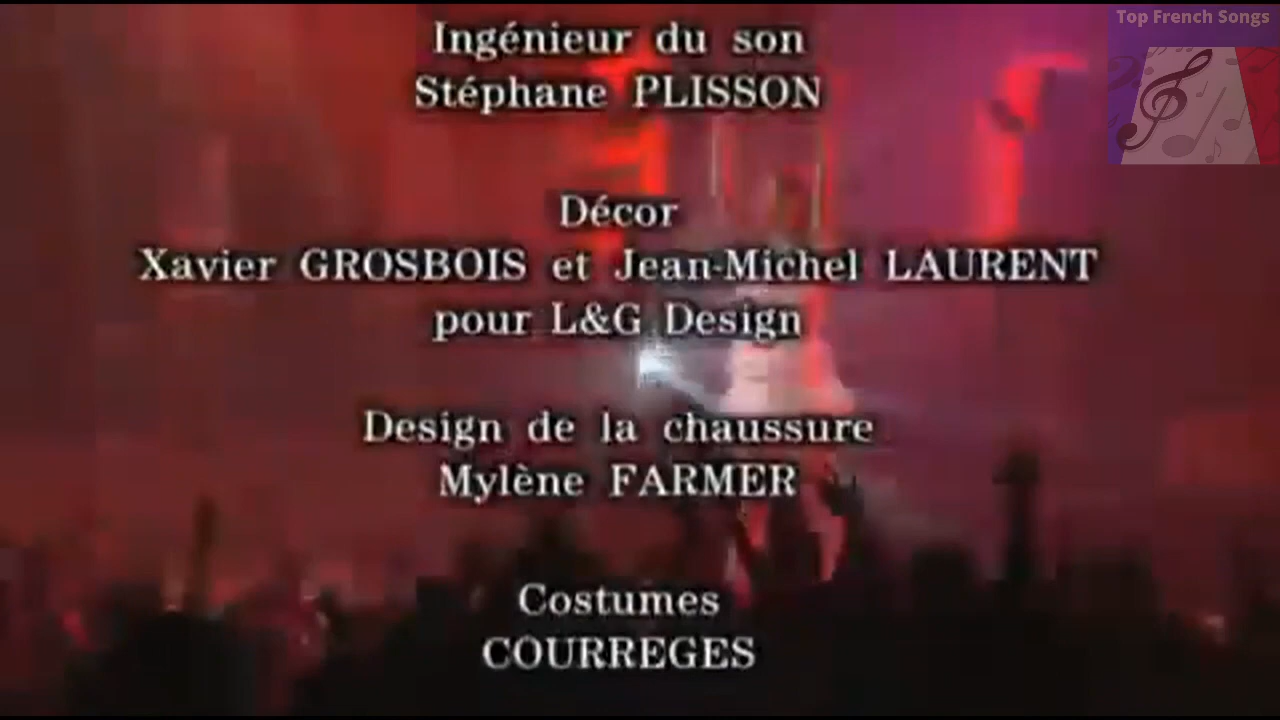 Top French Songs
Ingénieur du son
Stéphane PLISSON
Décor
Xavier GROSBOIS et Jean-Michel LAURENT
pour L&G Design
Design de la chaussure
Mylène FARMER
Costumes
COURREGES